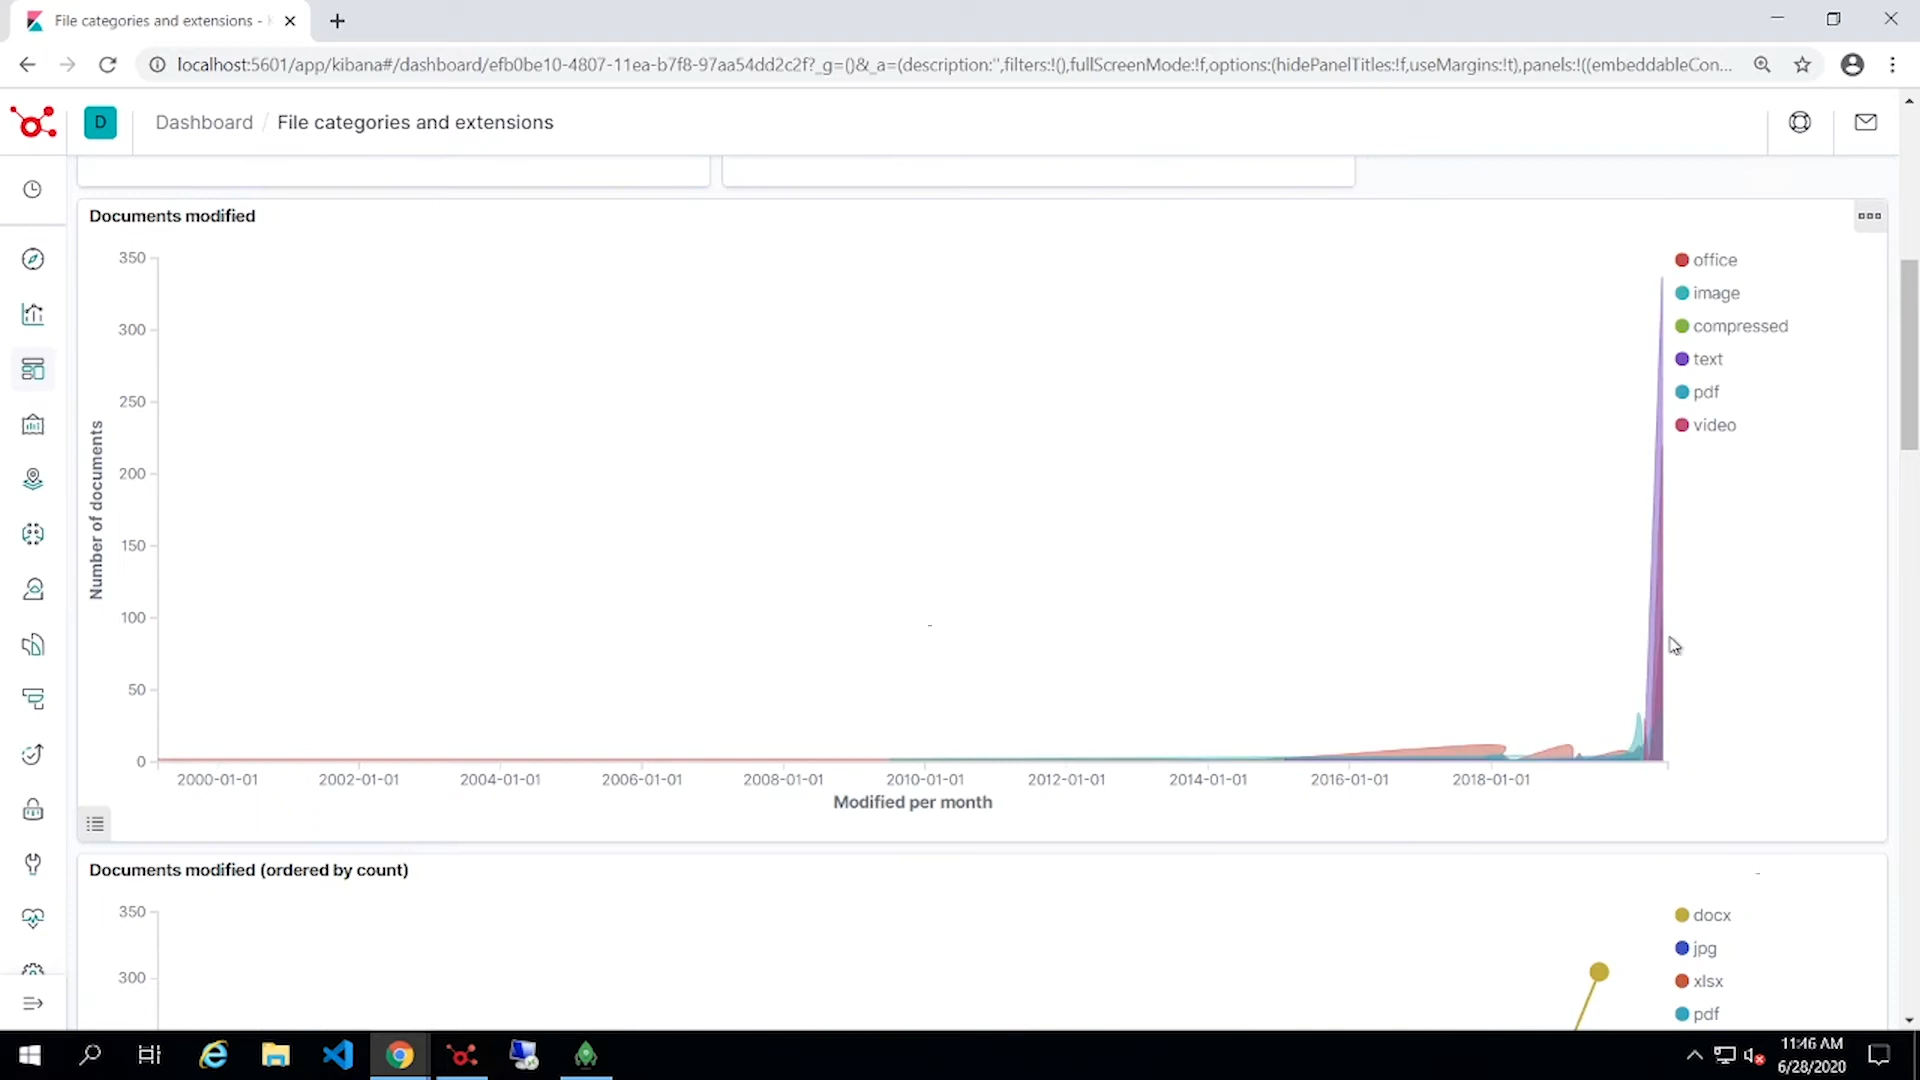 File categories and extensions -
localhost:5601/app/kibana#/dashboard/efb0be10-4807-11ea-b7f8-97aa54dd2c2f?_g=()&_a=(description:'',filters:!(),fullScreenMode:!f,options:(hidePanelTitles:!f,useMargins:!t),panels:!((embeddableCon...
D
Dashboard / File categories and extensions
Documents modified
350
300
250
200
150
100
50
0
Number of documents
2000-01-01 2002-01-01 2004-01-01 2006-01-01 2008-01-01 2010-01-01 2012-01-01 2014-01-01 2016-01-01 2018-01-01
Modified per month
office
image
compressed
text
pdf
video
Documents modified (ordered by count)
350
300
docx
jpg
xlsx
pdf
11:46 AM
6/28/2020